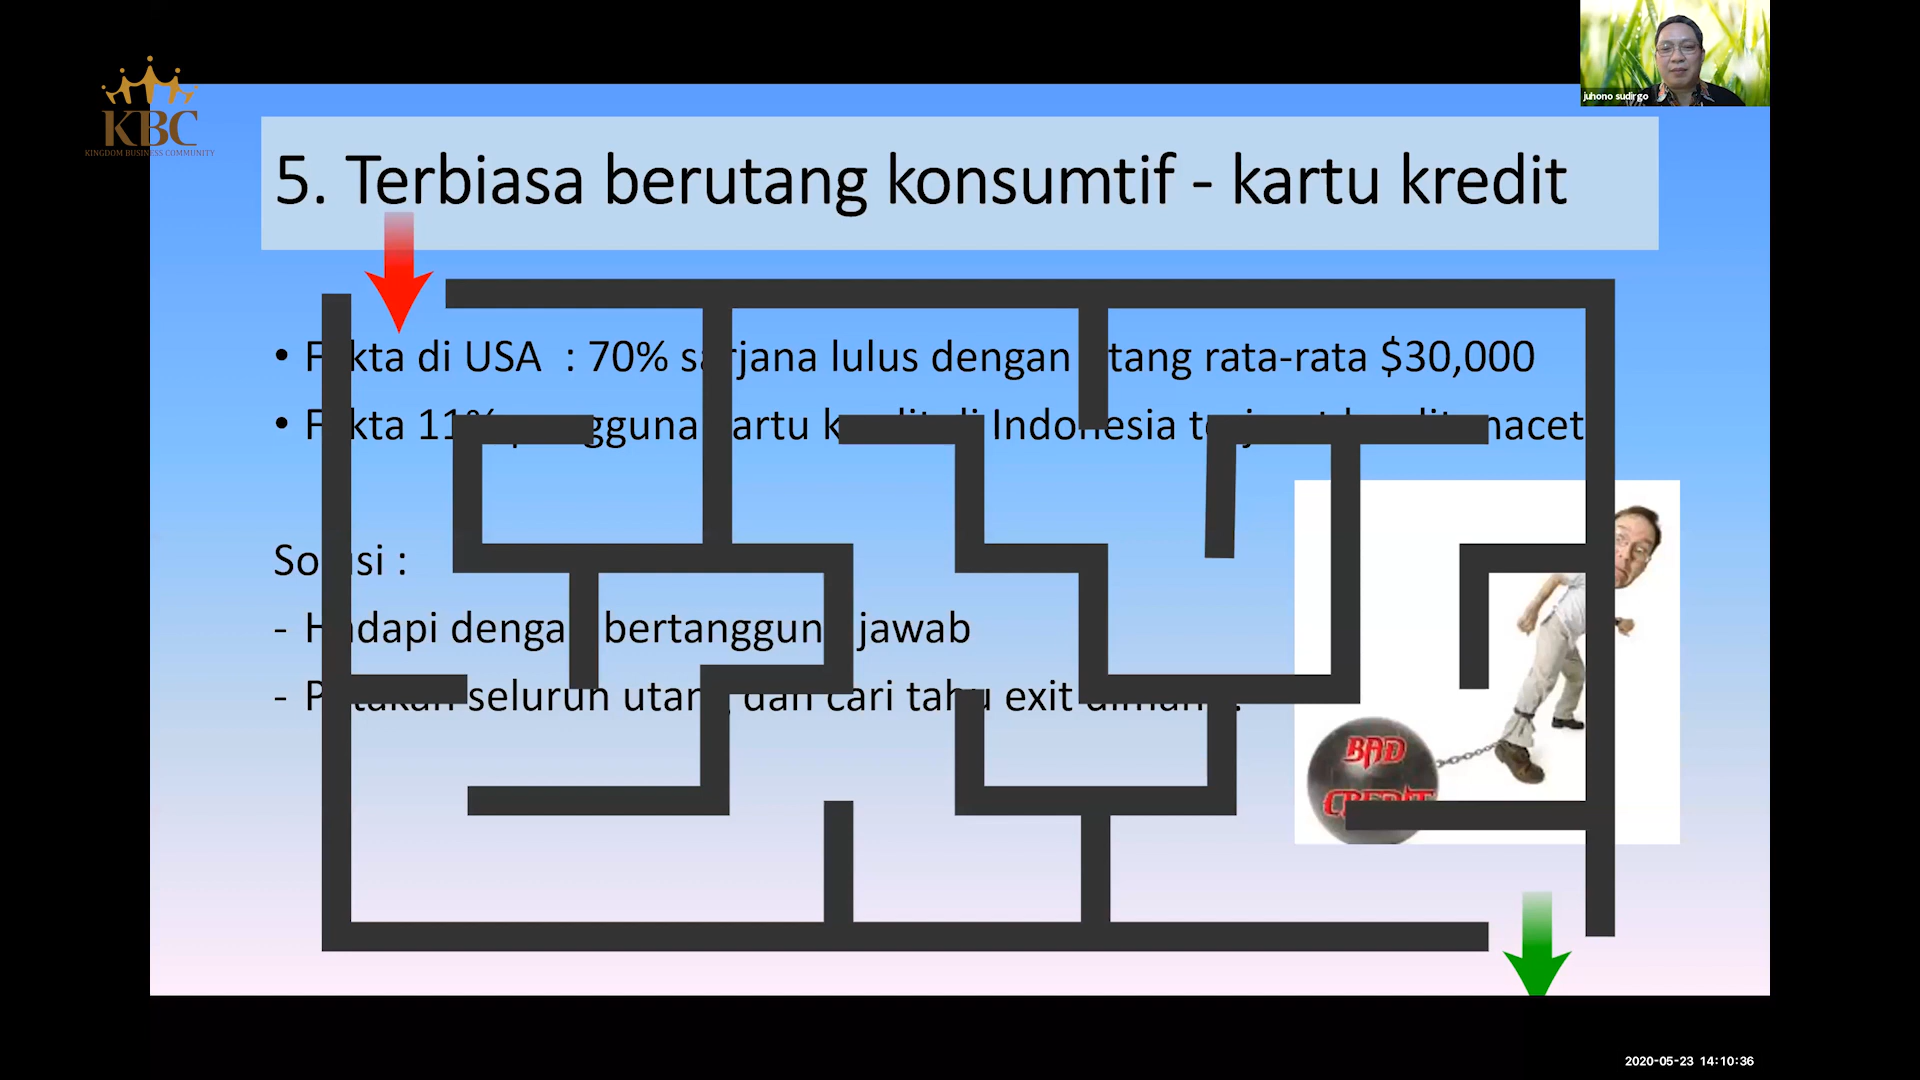 KBC
KINGDOM BUSINESS COMMUNITY
juhono sudirgo
5. Terbiasa berutang konsumtif - kartu kredit
• Fakta di USA : 70% sarjana lulus dengan utang rata-rata $30,000
• Fakta 11% pengguna kartu kredit di Indonesia terjerat kredit macet
Solusi :
- Hadapi dengan bertanggung jawab
- Petakan seluruh utang dan cari tahu exit dimana.
BAD
CREDIT
2020-05-23 14:10:36